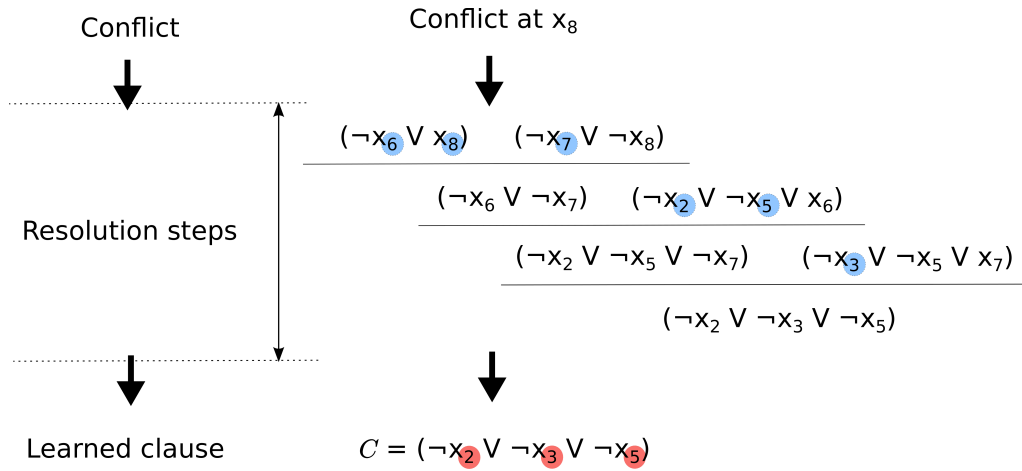 Conflict
Conflict at x₈
(¬x₆ V x₈) (¬x₇ V ¬x₈)
(¬x₆ V ¬x₇) (¬x₂ V ¬x₅ V x₆)
Resolution steps
(¬x₂ V ¬x₅ V ¬x₇) (¬x₃ V ¬x₅ V x₇)
(¬x₂ V ¬x₃ V ¬x₅)
Learned clause
C = (¬x₂ V ¬x₃ V ¬x₅)